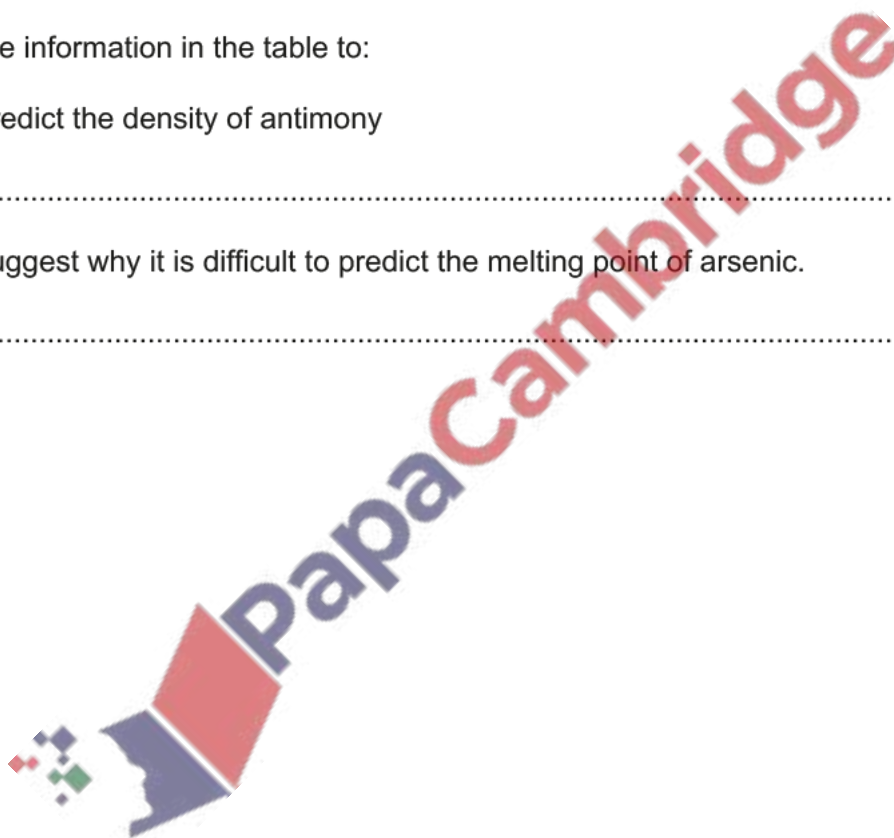 e information in the table to:
edict the density of antimony
uggest why it is difficult to predict the melting point of arsenic.
PapaCambridge